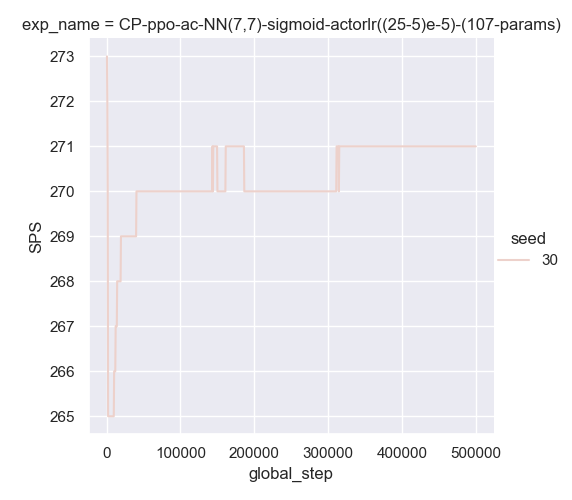 exp_name = CP-ppo-ac-NN(7,7)-sigmoid-actorlr((25-5)e-5)-(107-params)
273
272
271
270
269
268
267
266
265
SPS
seed
30
0 100000 200000 300000 400000 500000
global_step